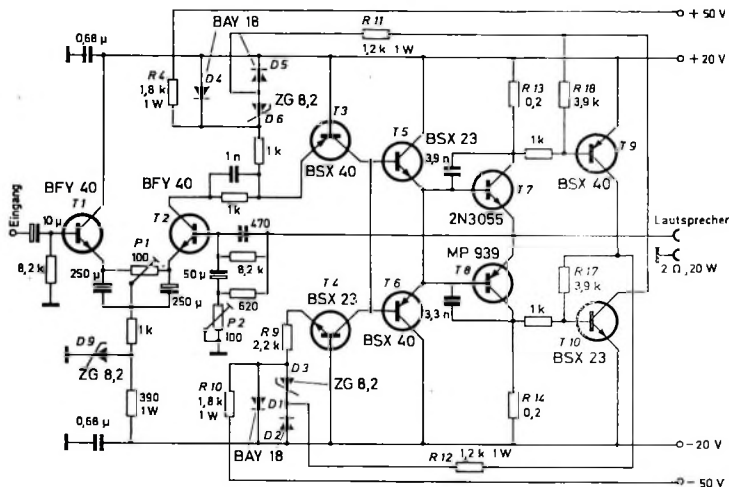 + 50 V
BAY 18
R 11
1,2 k 1 W
0,68 µ
+ 20 V
R 4
1,8 k
1 W
D 4
D 5
D 6
ZG 8,2
T 3
R 13
0,2
R 18
3,9 k
T 5
BSX 23
1 n
1 k
1 k
BSX 40
3,9 n
1 k
T 9
BSX 40
T 7
2N3055
Eingang
BFY 40
T 1
BFY 40
T 2
10 µ
8,2 k
P 1
100
250 µ
250 µ
470
8,2 k
50 µ
620
P 2
100
Lautsprecher
2 Ω, 20 W
MP 939
T 8
R 17
3,9 k
T 4
BSX 23
T 6
BSX 40
3,3 n
1 k
T 10
BSX 23
1 k
D 9
ZG 8,2
390
1 W
R 9
2,2 k
D 3
ZG 8,2
R 10
1,8 k
1 W
D 1
D 2
BAY 18
R 14
0,2
0,68 µ
− 20 V
R 12
1,2 k 1 W
− 50 V